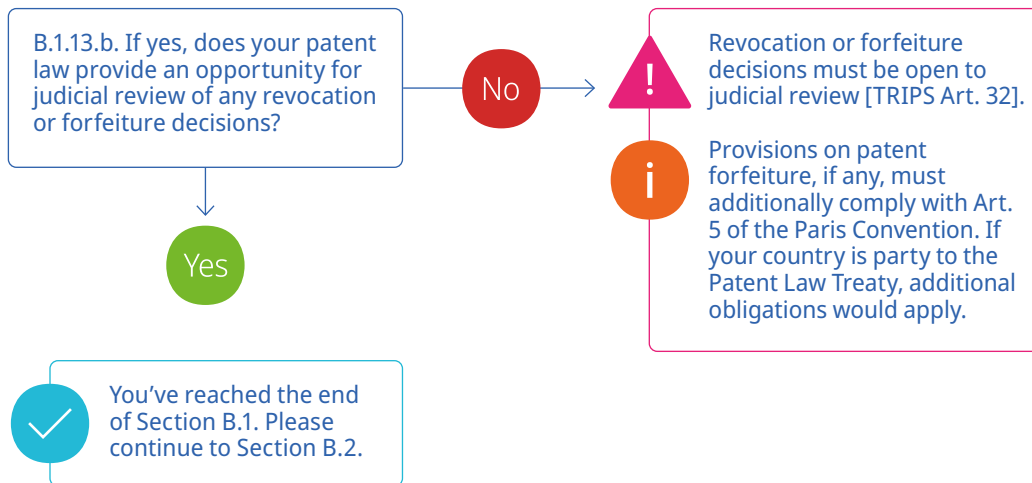 B.1.13.b. If yes, does your patent
law provide an opportunity for
judicial review of any revocation
or forfeiture decisions?
No
!
Revocation or forfeiture
decisions must be open to
judicial review [TRIPS Art. 32].
i
Provisions on patent
forfeiture, if any, must
additionally comply with Art.
5 of the Paris Convention. If
your country is party to the
Patent Law Treaty, additional
obligations would apply.
Yes
You’ve reached the end
of Section B.1. Please
continue to Section B.2.